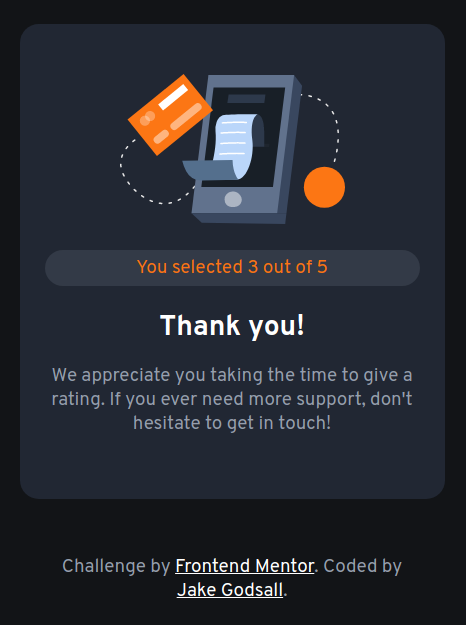 You selected 3 out of 5
Thank you!
We appreciate you taking the time to give a
rating. If you ever need more support, don't
hesitate to get in touch!
Challenge by Frontend Mentor. Coded by
Jake Godsall.